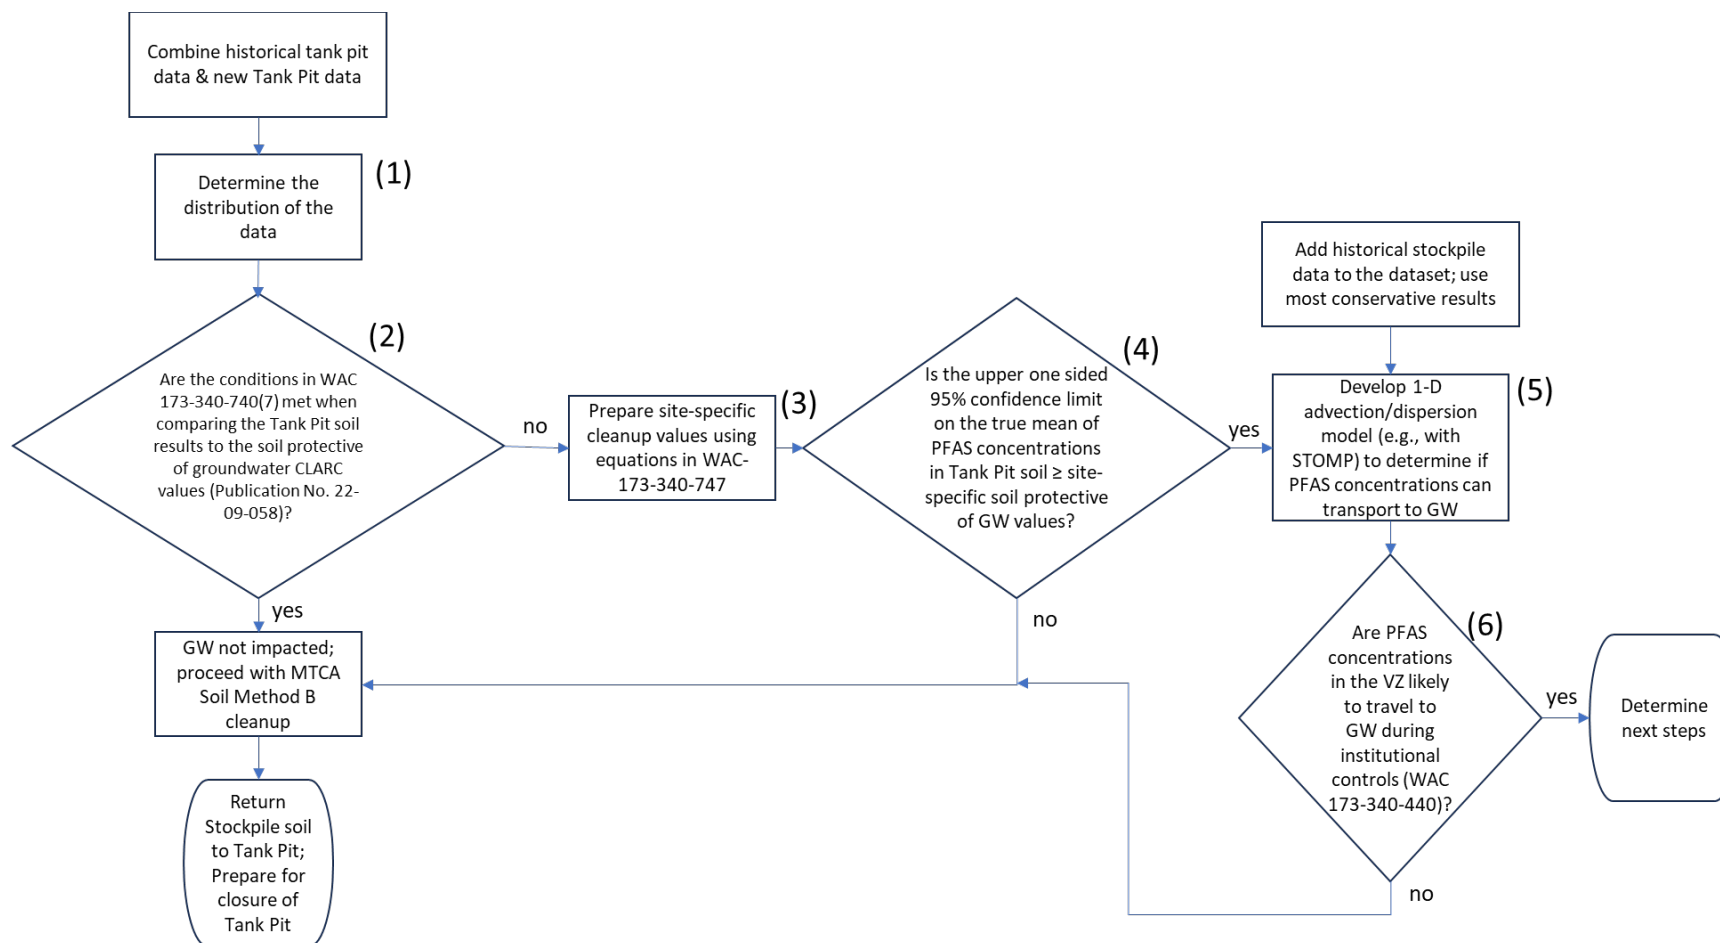 Combine historical tank pit
data & new Tank Pit data
(1)
Determine the
distribution of the
data
(2)
Are the conditions in WAC
173-340-740(7) met when
comparing the Tank Pit soil
results to the soil protective
of groundwater CLARC
values (Publication No. 22-
09-058)?
no
yes
Prepare site-specific
cleanup values using
equations in WAC-
173-340-747
(3)
(4)
Is the upper one sided
95% confidence limit
on the true mean of
PFAS concentrations
in Tank Pit soil ≥ site-
specific soil protective
of GW values?
yes
no
Add historical stockpile
data to the dataset; use
most conservative results
Develop 1-D
advection/dispersion
model (e.g., with
STOMP) to determine if
PFAS concentrations can
transport to GW
(5)
(6)
Are PFAS
concentrations
in the VZ likely
to travel to
GW during
institutional
controls (WAC
173-340-440)?
yes
no
Determine
next steps
GW not impacted;
proceed with MTCA
Soil Method B
cleanup
Return
Stockpile soil
to Tank Pit;
Prepare for
closure of
Tank Pit